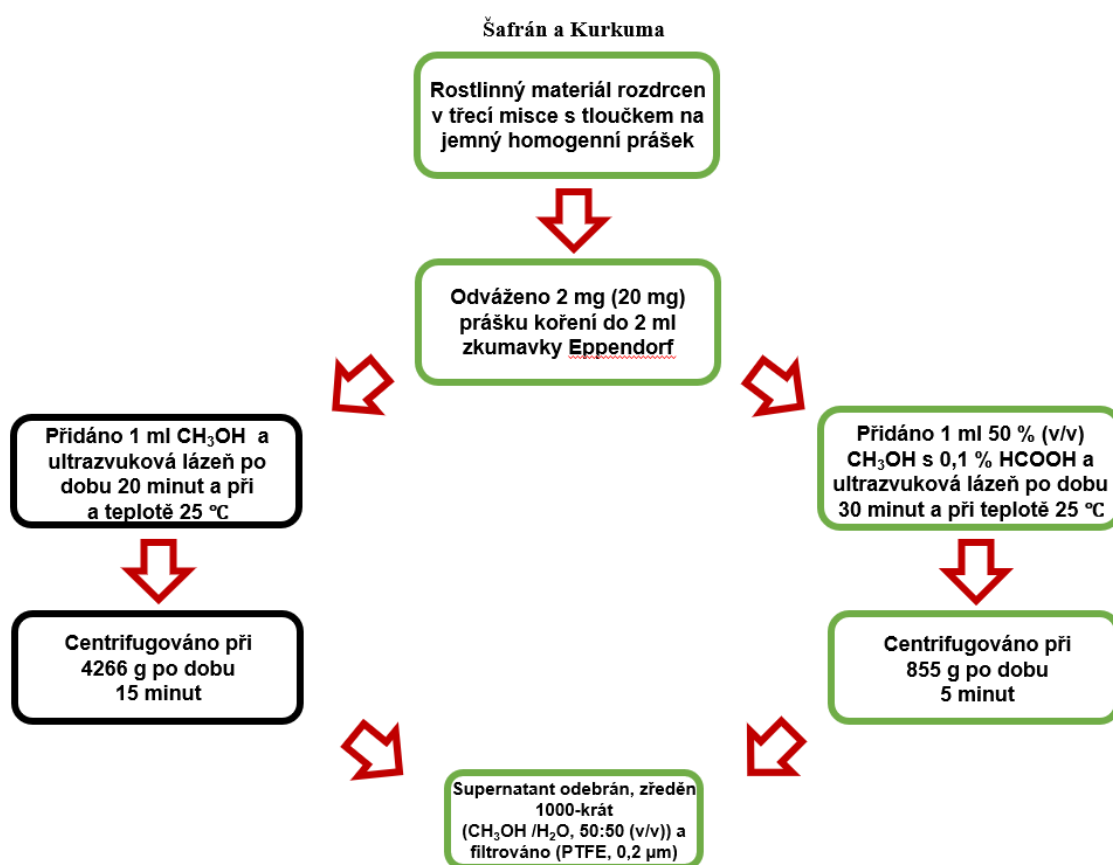 Šafrán a Kurkuma
Rostlinný materiál rozdrcen
v třecí misce s tloučkem na
jemný homogenní prášek
Odváženo 2 mg (20 mg)
prášku koření do 2 ml
zkumavky Eppendorf
Přidáno 1 ml CH₃OH a
ultrazvuková lázeň po
dobu 20 minut a při
a teplotě 25 ℃
Přidáno 1 ml 50 % (v/v)
CH₃OH s 0,1 % HCOOH a
ultrazvuková lázeň po dobu
30 minut a při teplotě 25 ℃
Centrifugováno při
4266 g po dobu
15 minut
Centrifugováno při
855 g po dobu
5 minut
Supernatant odebrán, zředěn
1000-krát
(CH₃OH /H₂O, 50:50 (v/v)) a
filtrováno (PTFE, 0,2 µm)